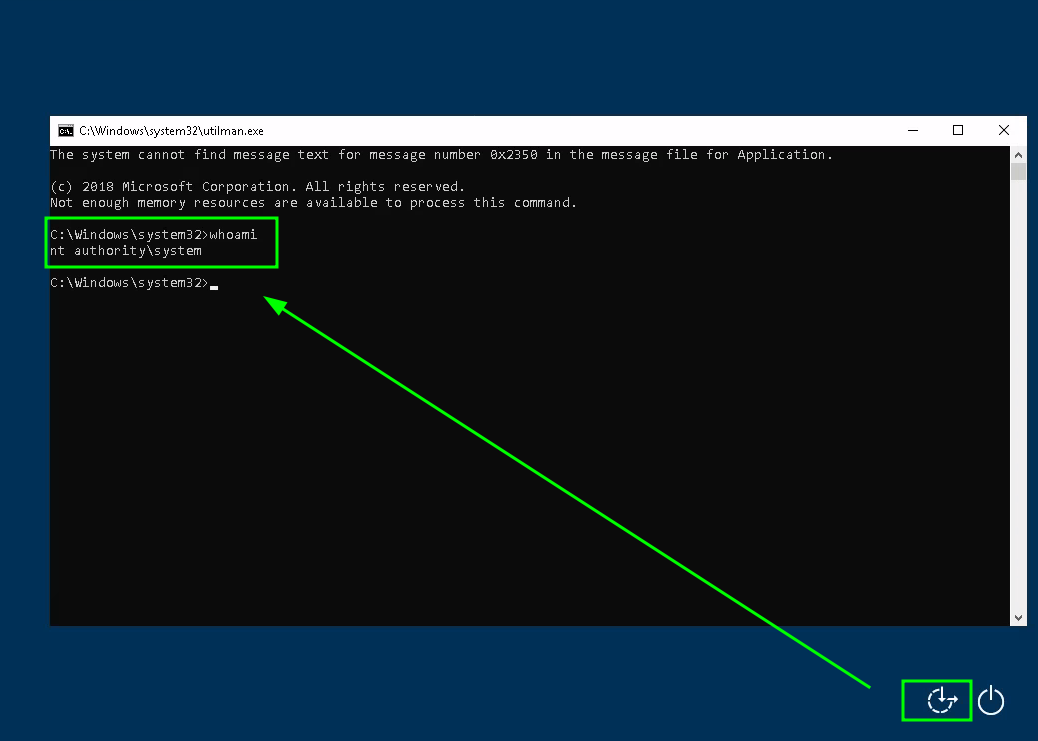 C:\Windows\system32\utilman.exe
The system cannot find message text for message number 0x2350 in the message file for Application.
(c) 2018 Microsoft Corporation. All rights reserved.
Not enough memory resources are available to process this command.
C:\Windows\system32>whoami
nt authority\system
C:\Windows\system32>